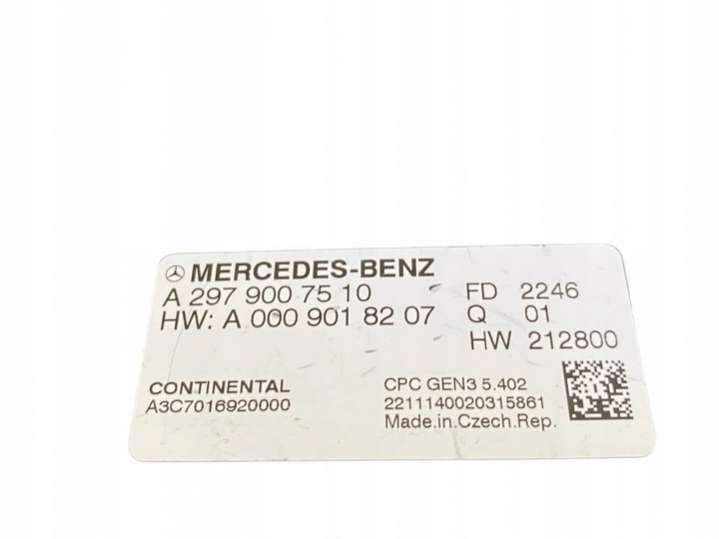 MERCEDES-BENZ
A 297 900 75 10 FD 2246
HW: A 000 901 82 07 Q 01
HW 212800
CONTINENTAL CPC GEN3 5.402
A3C7016920000 2211140020315861
Made.in.Czech.Rep.